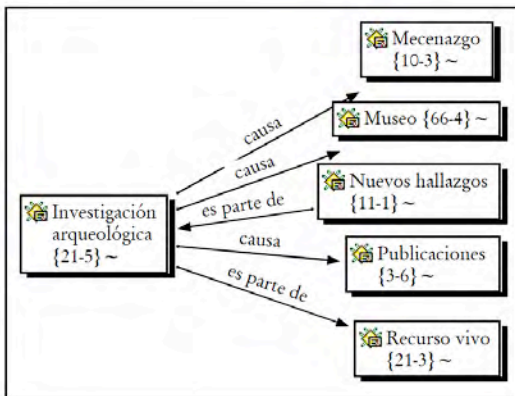 Mecenazgo
{10-3} ~
causa
Museo {66-4} ~
causa
Nuevos hallazgos
{11-1} ~
es parte de
Investigación
arqueológica
{21-5} ~
causa
Publicaciones
{3-6} ~
es parte de
Recurso vivo
{21-3} ~